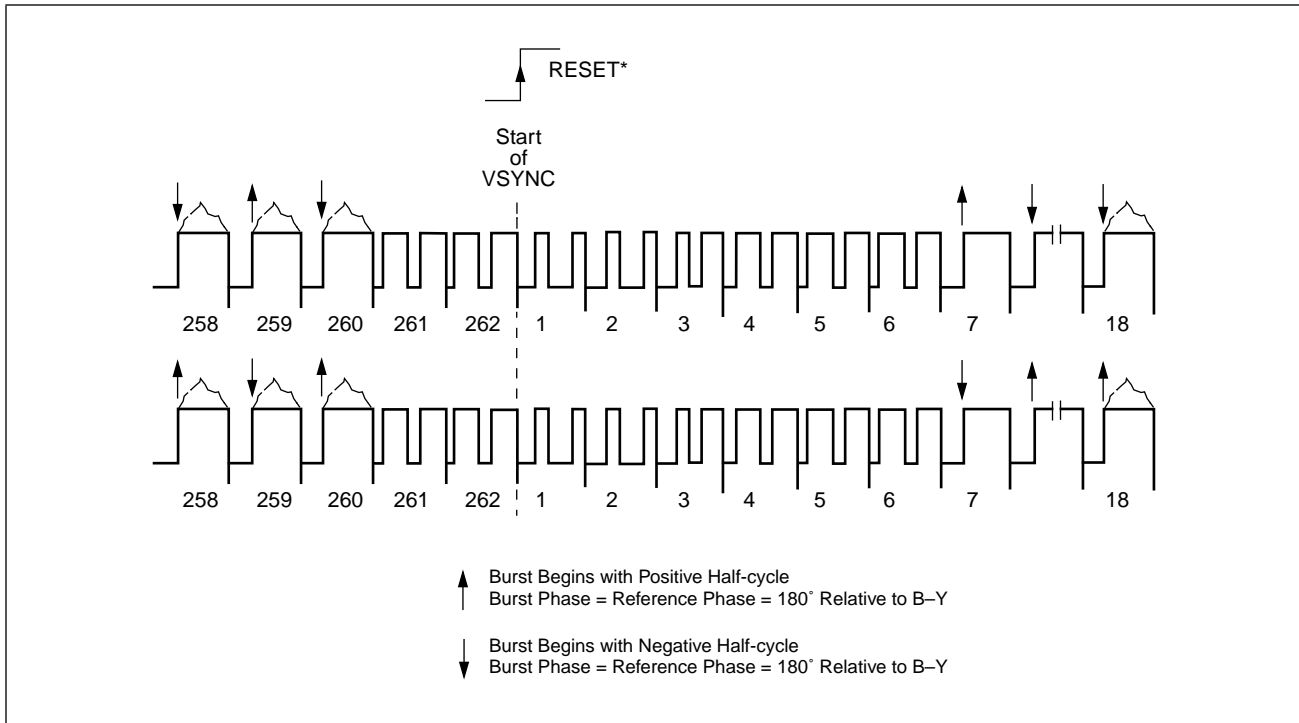 RESET*
Start
of
VSYNC
258 259 260 261 262 1 2 3 4 5 6 7 18
258 259 260 261 262 1 2 3 4 5 6 7 18
Burst Begins with Positive Half-cycle
Burst Phase = Reference Phase = 180˚ Relative to B–Y
Burst Begins with Negative Half-cycle
Burst Phase = Reference Phase = 180˚ Relative to B–Y